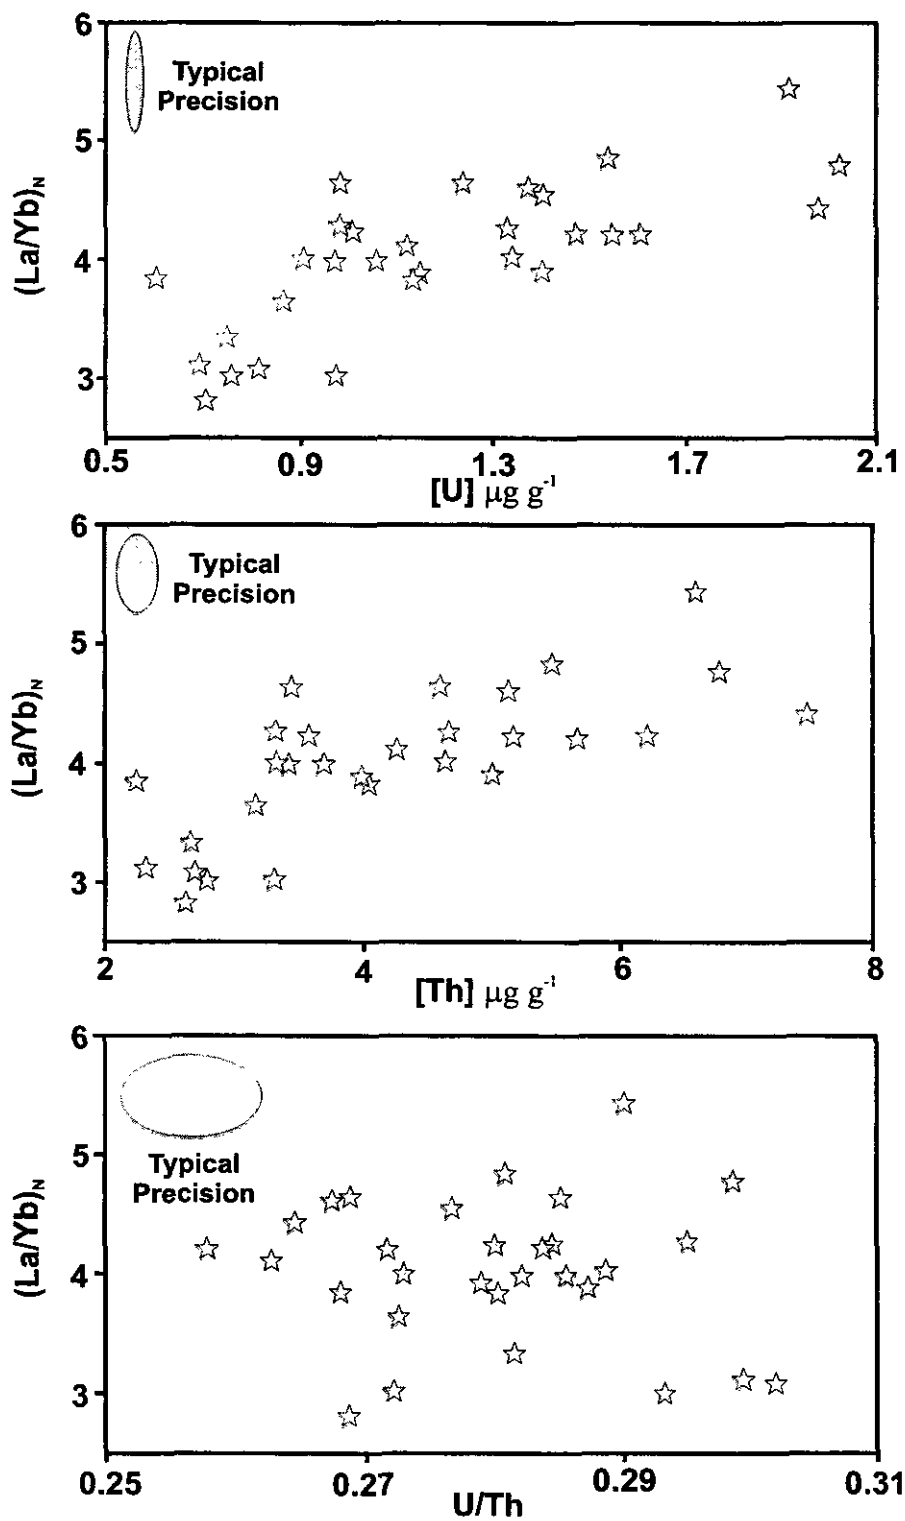 6
Typical
Precision
5
(La/Yb)N
4
3
0.5 0.9 1.3 1.7 2.1
[U] μg g-1
6
Typical
Precision
5
(La/Yb)N
4
3
2 4 6 8
[Th] μg g-1
6
5
Typical
Precision
(La/Yb)N
4
3
0.25 0.27 0.29 0.31
U/Th